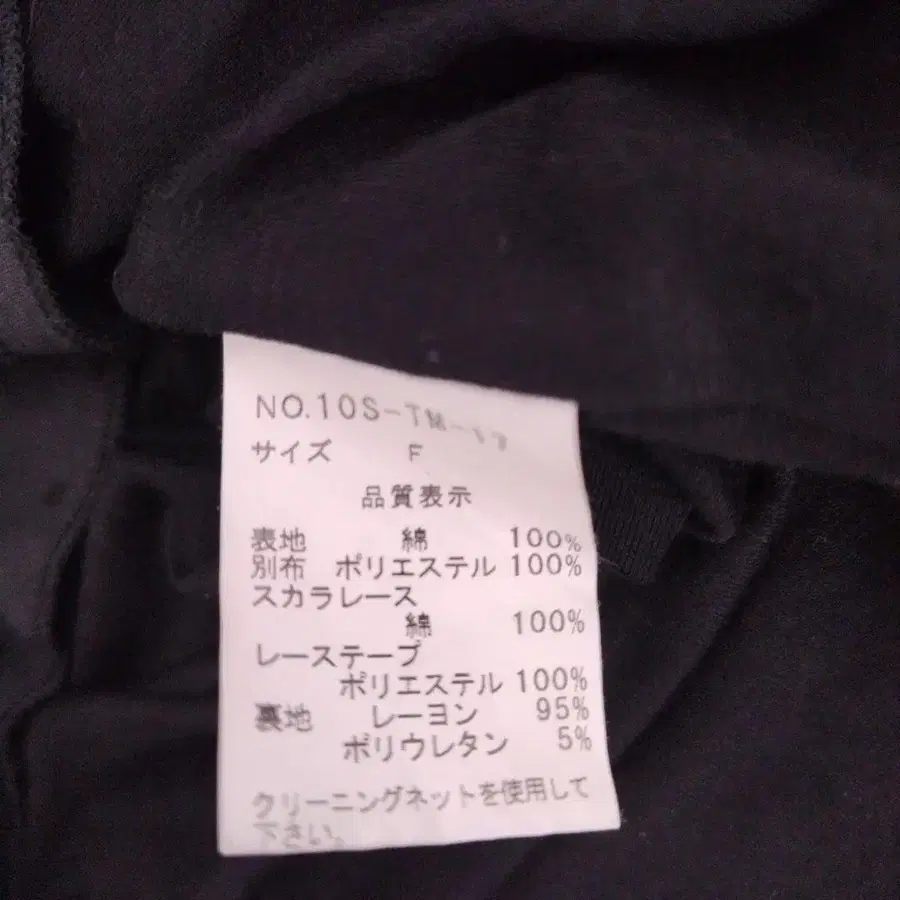 NO.10S-TM-
サイズ F
品質表示
表地 綿 100%
別布 ポリエステル 100%
スカラレース
綿 100%
レーステープ
ポリエステル 100%
裏地 レーヨン 95%
ポリウレタン 5%
クリーニングネットを使用して
下さい。